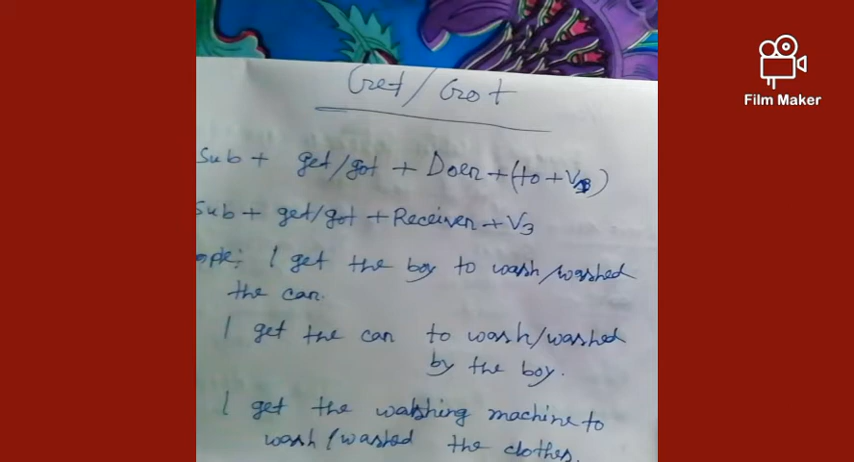 Get/Got
Sub + get/got + Doer + (to + V)
Sub + get/got + Receiver + V3
ople: I get the boy to wash/washed
the car.
I get the car to wash/washed
by the boy.
I get the washing machine to
wash/washed the clothes.
Film Maker